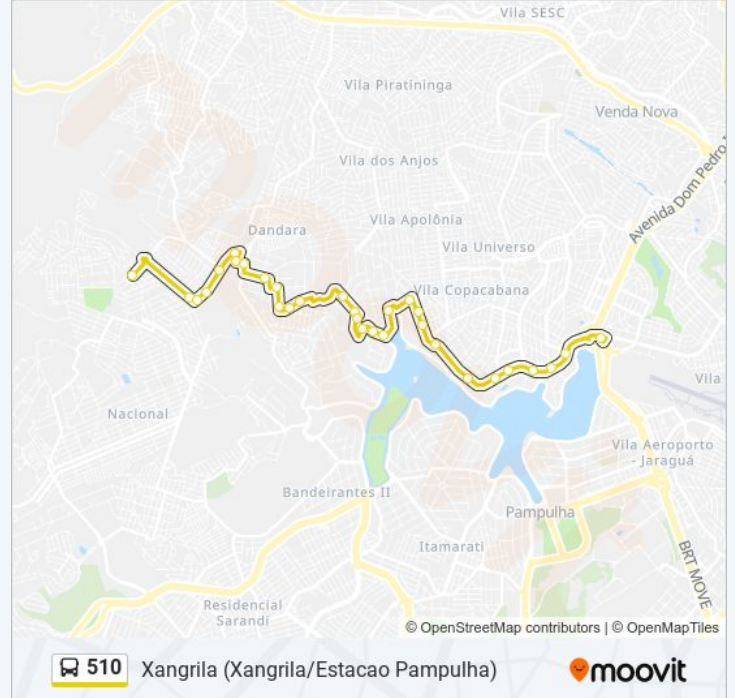 Vila SESC
Vila Piratininga
Venda Nova
Vila dos Anjos
Avenida Dom Pedro
Vila Apolônia
Dandara
Vila Universo
Vila Copacabana
Vila
Nacional
Vila Aeroporto
- Jaraguá
Bandeirantes II
Pampulha
Itamarati
BRT MOVE
Residencial
Sarandi
© OpenStreetMap contributors | © OpenMapTiles
510 Xangrila (Xangrila/Estacao Pampulha) moovit